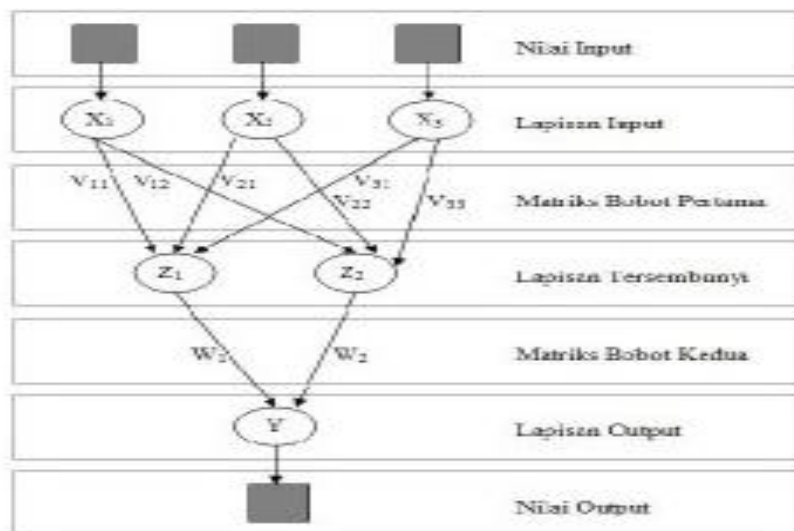 Nilai Input
X₂ X₃ Lapisan Input
V₁₁ V₁₂ V₂₁ V₃₁
V₂₂ V₃₃ Matriks Bobot Pertama
Z₁ Z₂ Lapisan Tersembunyi
W₂ Matriks Bobot Kedua
Y Lapisan Output
Nilai Output